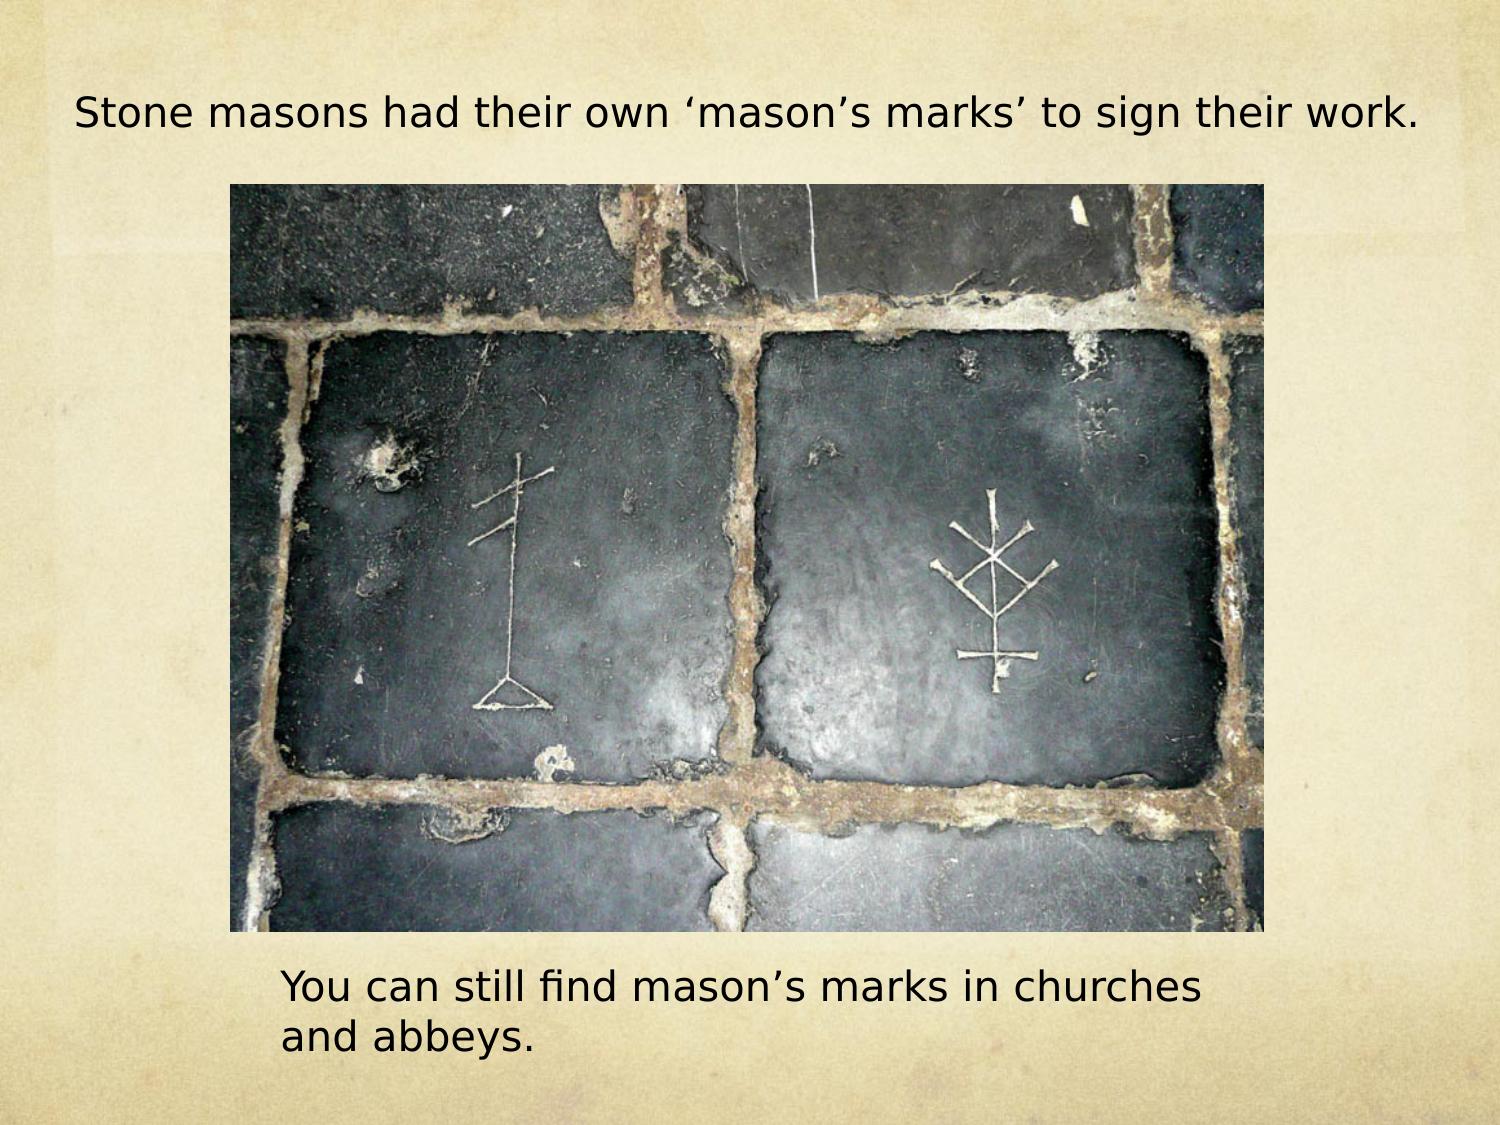 Stone masons had their own ‘mason’s marks’ to sign their work.
You can still find mason’s marks in churches
and abbeys.